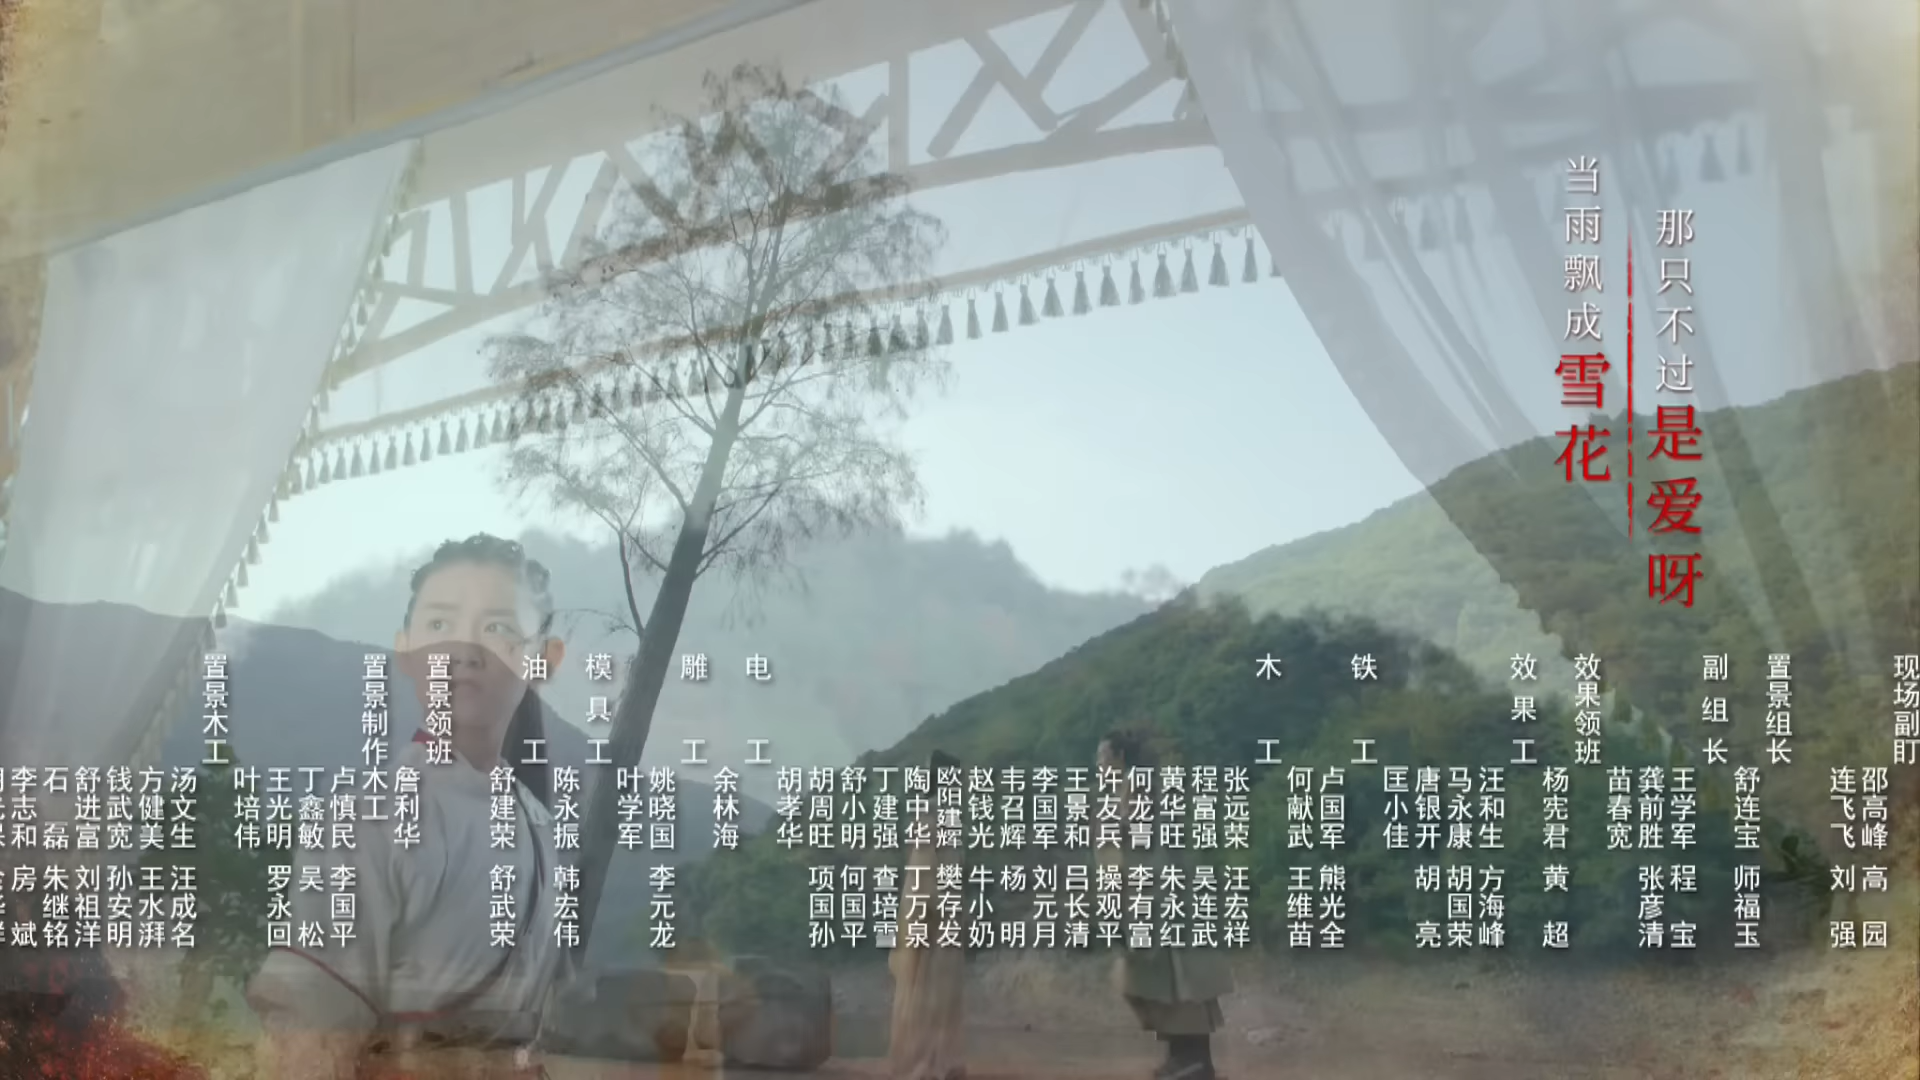 当雨飘成雪花
那只不过是爱呀
现场副盯
邵高峰 高园
连飞飞 刘强
置景组长
舒连宝 师福玉
副组长
王学军 程宝
龚前胜 张彦清
苗春宽
效果领班
杨宪君 黄超
效果工
汪和生 方海峰
马永康 胡国荣
唐银开 胡亮
匡小佳
铁工
卢国军 熊光全
何献武 王维苗
木工
张远荣 汪宏祥
程富强 吴连武
黄华旺 朱永红
何龙青 李有富
许友兵 操观平
王景和 吕长清
李国军 刘元月
韦召辉 杨明
赵钱光 牛小奶
欧阳建辉 樊存发
陶中华 丁万泉
丁建强 查培雪
舒小明 何国平
胡周旺 项国孙
胡孝华
电工
余林海
雕工
姚晓国 李元龙
叶学军
模具工
陈永振 韩宏伟
油工
舒建荣 舒武荣
置景领班
詹利华
置景制作木工
卢慎民 李国平
丁鑫敏 吴松
王光明 罗永回
叶培伟
置景木工
汤文生 汪成名
方健美 王水湃
钱武宽 孙安明
舒进富 刘祖洋
石磊 朱继铭
李志和 房斌